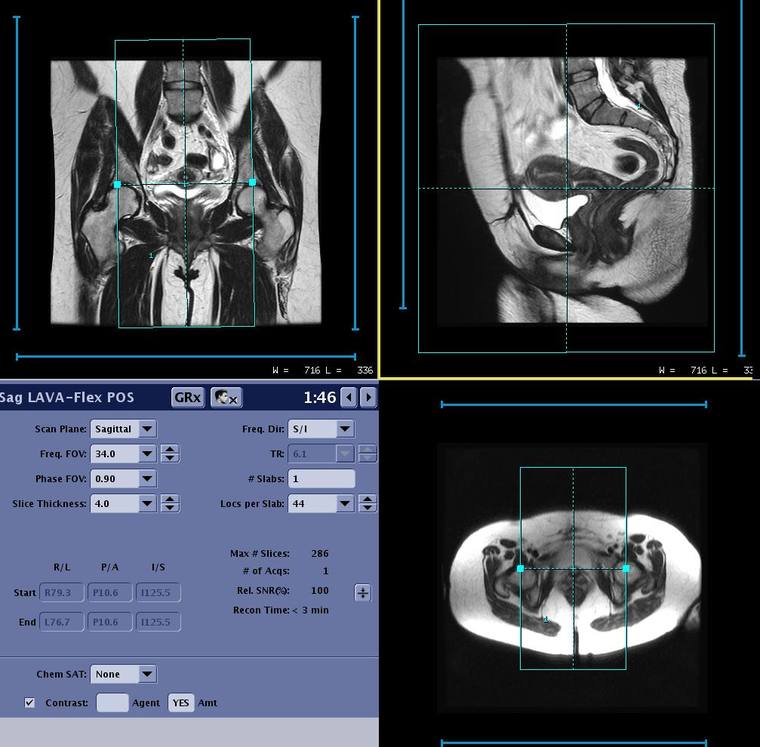 1
W = 716 L = 336
W = 716 L = 33
Sag LAVA-Flex POS GRx 1:46
Scan Plane: Sagittal Freq. Dir: S/I
Freq. FOV: 34.0 TR: 6.1
Phase FOV: 0.90 # Slabs: 1
Slice Thickness: 4.0 Locs per Slab: 44
Max # Slices: 286
# of Acqs: 1
Rel. SNR(%): 100
Recon Time: < 3 min
R/L P/A I/S
Start R79.3 P10.6 I125.5
End L76.7 P10.6 I125.5
Chem SAT: None
Contrast: Agent YES Amt
1